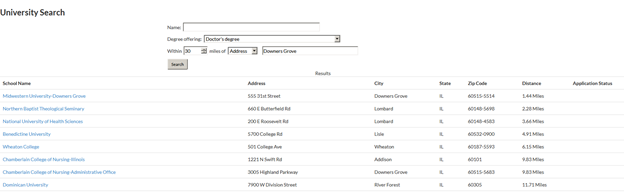 University Search
Name:
Degree offering: Doctor's degree
Within 30 miles of Address Downers Grove
Search
Results
School Name Address City State Zip Code Distance Application Status
Midwestern University-Downers Grove 555 31st Street Downers Grove IL 60515-5514 1.44 Miles
Northern Baptist Theological Seminary 660 E Butterfield Rd Lombard IL 60148-5698 2.28 Miles
National University of Health Sciences 200 E Roosevelt Rd Lombard IL 60148-4583 3.66 Miles
Benedictine University 5700 College Rd Lisle IL 60532-0900 4.91 Miles
Wheaton College 501 College Ave Wheaton IL 60187-5593 6.15 Miles
Chamberlain College of Nursing-Illinois 1221 N Swift Rd Addison IL 60101 9.83 Miles
Chamberlain College of Nursing-Administrative Office 3005 Highland Parkway Downers Grove IL 60515-5683 9.83 Miles
Dominican University 7900 W Division Street River Forest IL 60305 11.71 Miles